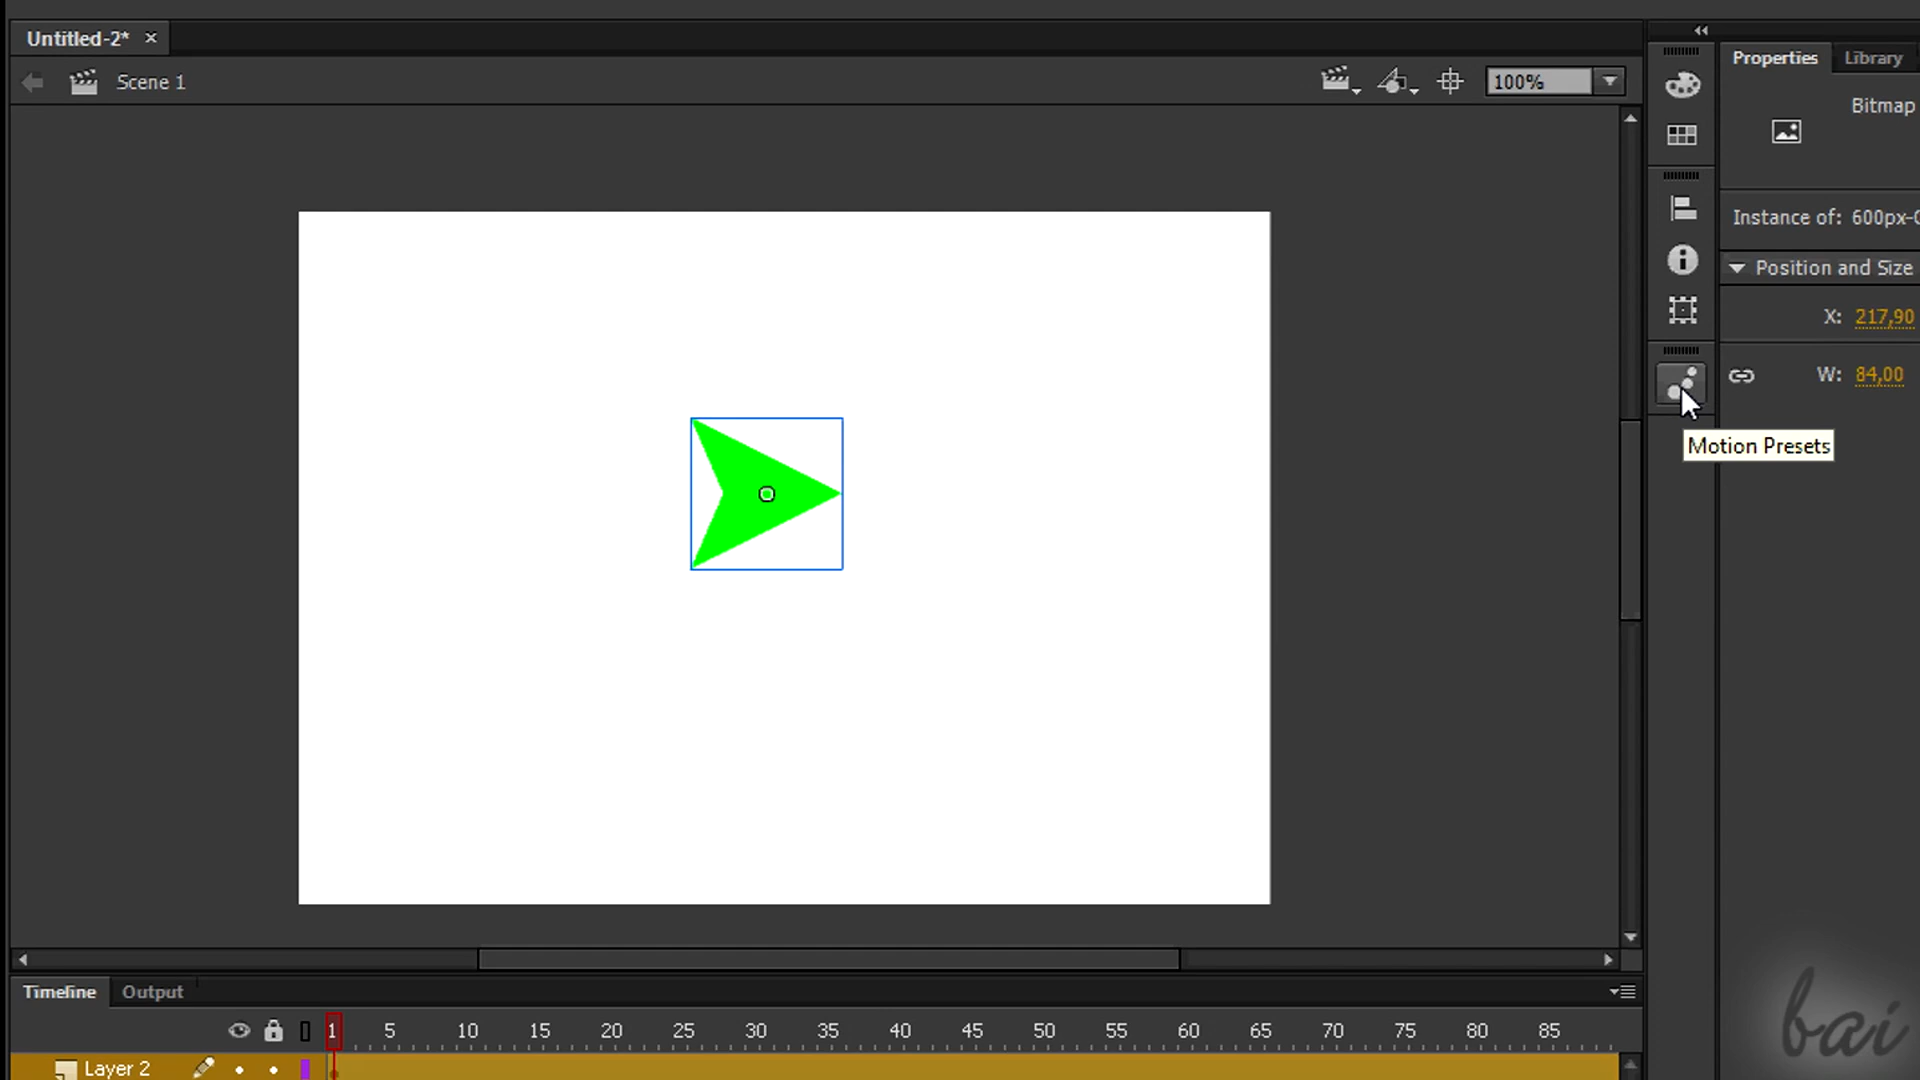 Untitled-2* ×
Scene 1
100%
Properties Library
Bitmap
Instance of: 600px-
Position and Size
X: 217,90
W: 84,00
Motion Presets
Timeline Output
1 5 10 15 20 25 30 35 40 45 50 55 60 65 70 75 80 85
Layer 2
bai